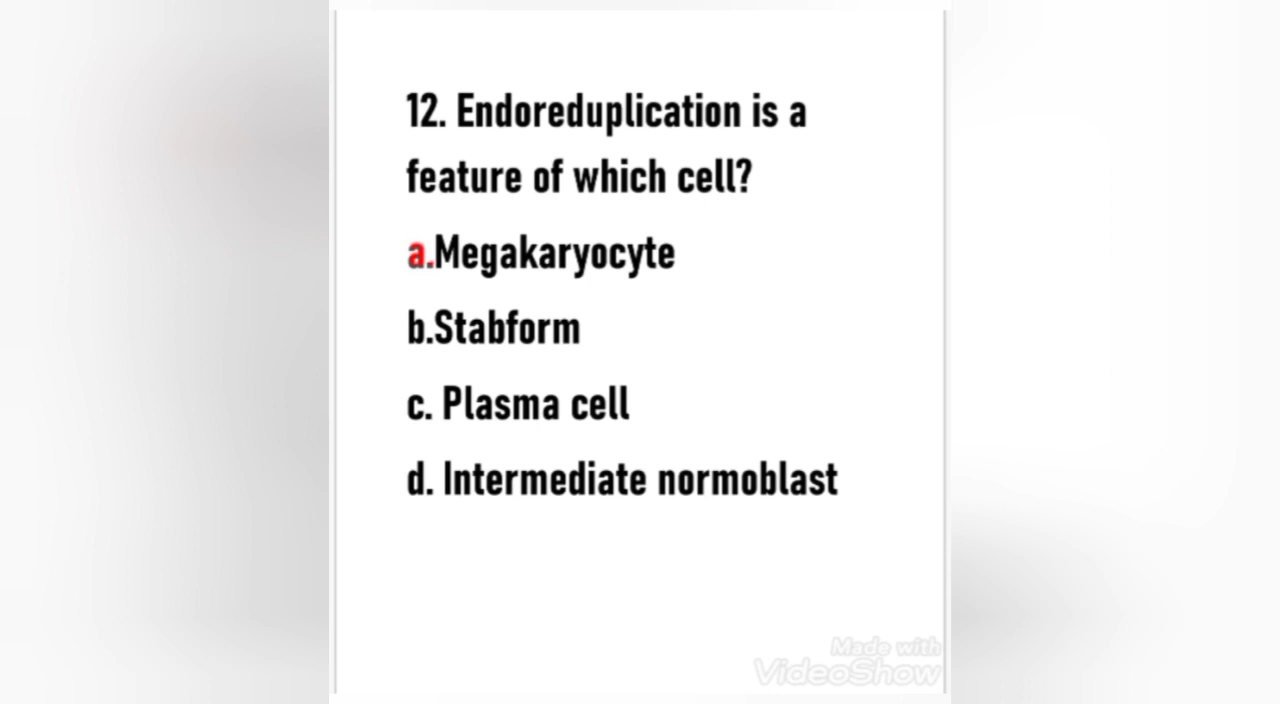 12. Endoreduplication is a
feature of which cell?
a.Megakaryocyte
b.Stabform
c. Plasma cell
d. Intermediate normoblast
Made with
VideoShow